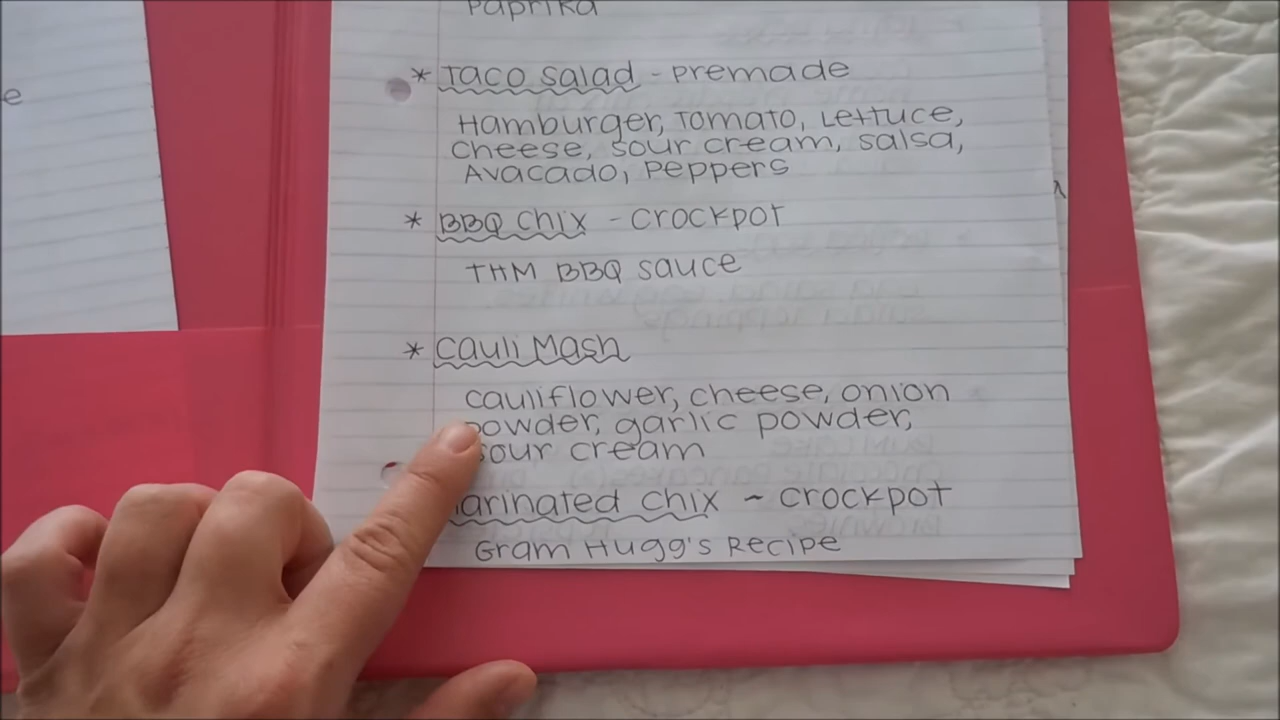 Paprika
e
* Taco Salad - Premade
Hamburger, Tomato, Lettuce,
Cheese, Sour cream, Salsa,
Avacado, Peppers
* BBQ Chix - Crockpot
THM BBQ Sauce
* Cauli Mash
Cauliflower, Cheese, onion
powder, garlic powder,
sour cream
arinated Chix ~ Crockpot
Gram Hugg's Recipe